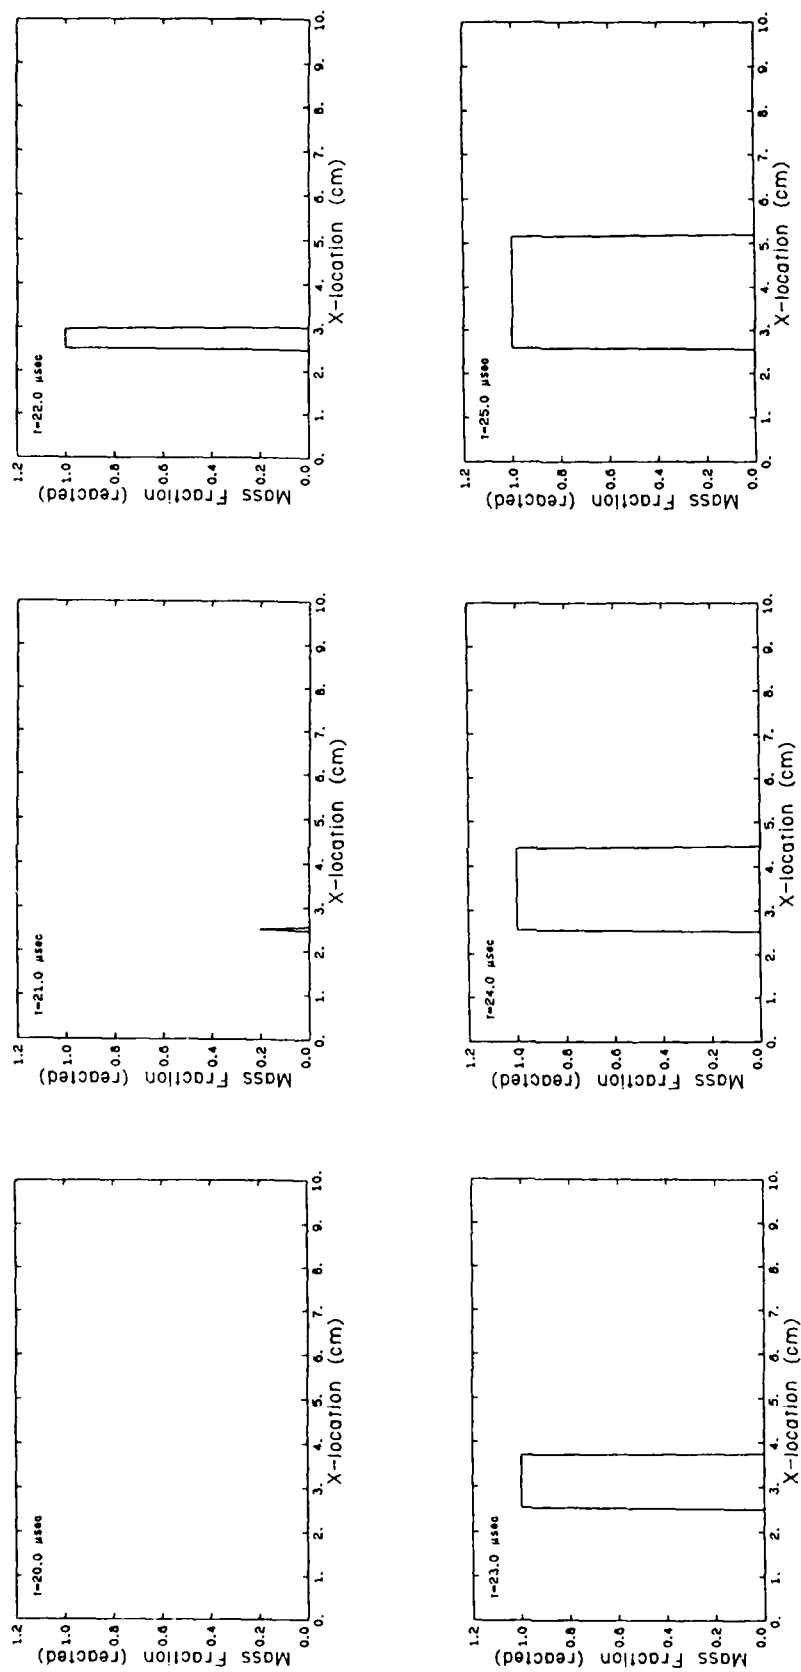 t=20.0 μsec
Mass Fraction (reacted)
1.2
1.0
0.8
0.6
0.4
0.2
0.0
0. 1. 2. 3. 4. 5. 6. 7. 8. 9. 10.
X-location (cm)
t=21.0 μsec
Mass Fraction (reacted)
1.2
1.0
0.8
0.6
0.4
0.2
0.0
0. 1. 2. 3. 4. 5. 6. 7. 8. 9. 10.
X-location (cm)
t=22.0 μsec
Mass Fraction (reacted)
1.2
1.0
0.8
0.6
0.4
0.2
0.0
0. 1. 2. 3. 4. 5. 6. 7. 8. 9. 10.
X-location (cm)
t=23.0 μsec
Mass Fraction (reacted)
1.2
1.0
0.8
0.6
0.4
0.2
0.0
0. 1. 2. 3. 4. 5. 6. 7. 8. 9. 10.
X-location (cm)
t=24.0 μsec
Mass Fraction (reacted)
1.2
1.0
0.8
0.6
0.4
0.2
0.0
0. 1. 2. 3. 4. 5. 6. 7. 8. 9. 10.
X-location (cm)
t=25.0 μsec
Mass Fraction (reacted)
1.2
1.0
0.8
0.6
0.4
0.2
0.0
0. 1. 2. 3. 4. 5. 6. 7. 8. 9. 10.
X-location (cm)